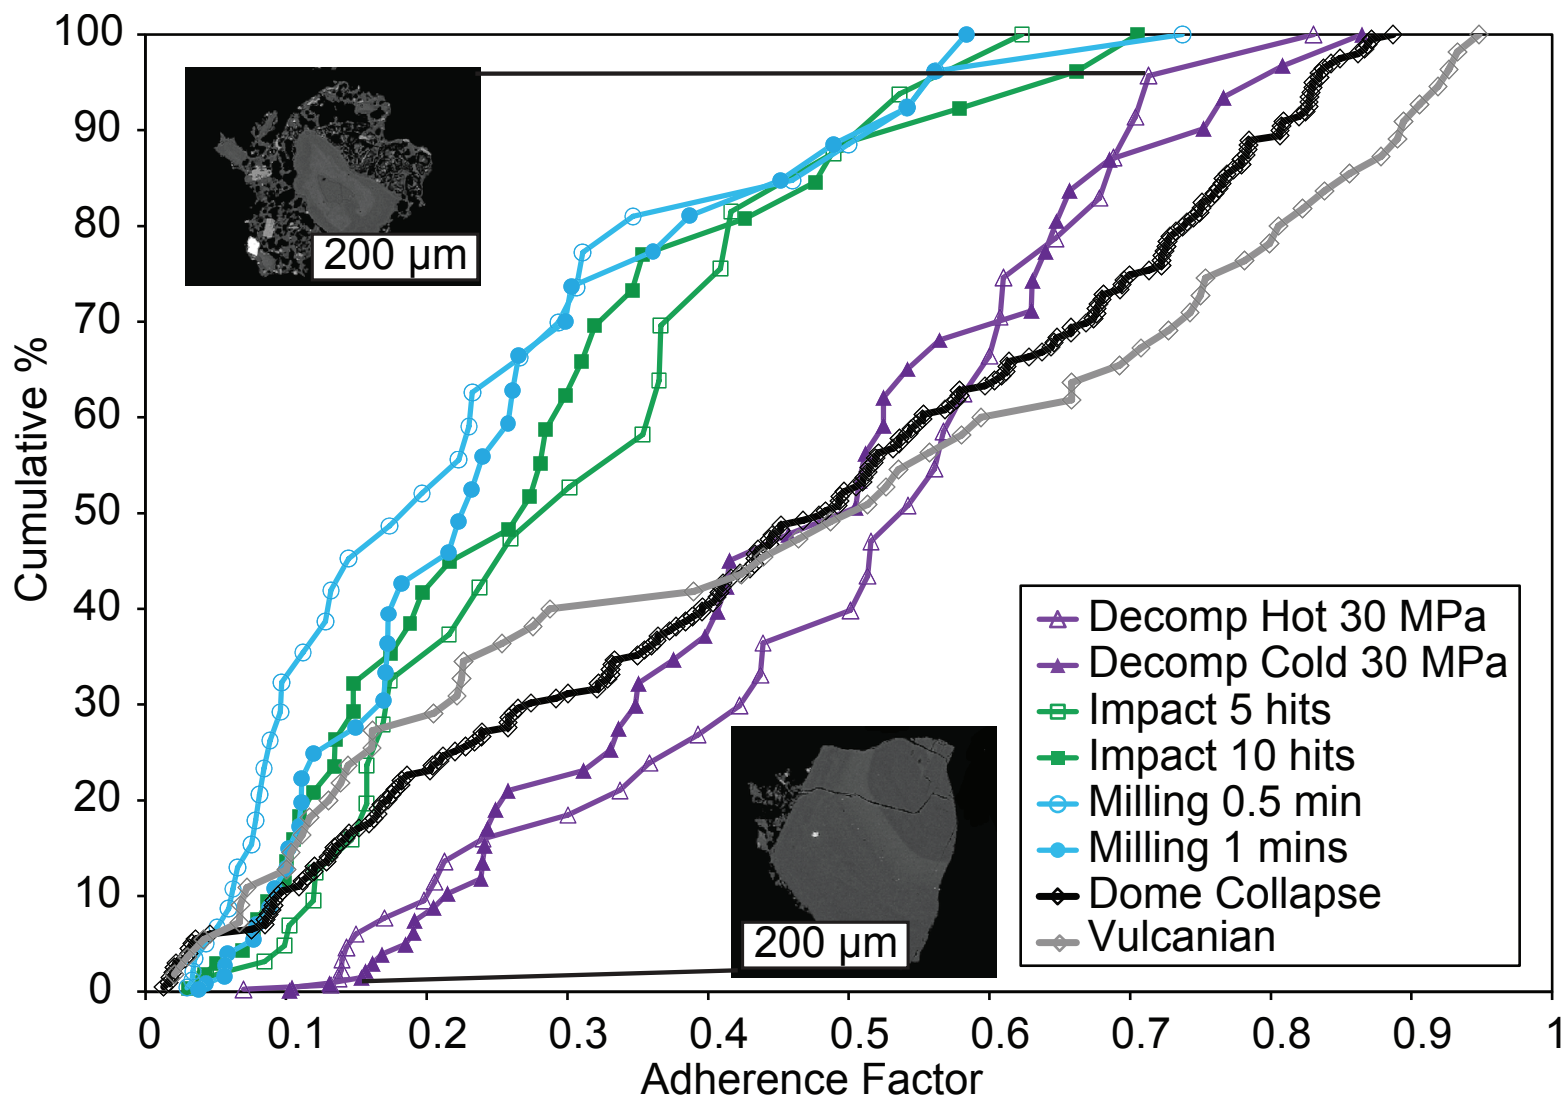 100
90
80
70
60
50
40
30
20
10
0
Cumulative %
200 µm
200 µm
Decomp Hot 30 MPa
Decomp Cold 30 MPa
Impact 5 hits
Impact 10 hits
Milling 0.5 min
Milling 1 mins
Dome Collapse
Vulcanian
0 0.1 0.2 0.3 0.4 0.5 0.6 0.7 0.8 0.9 1
Adherence Factor